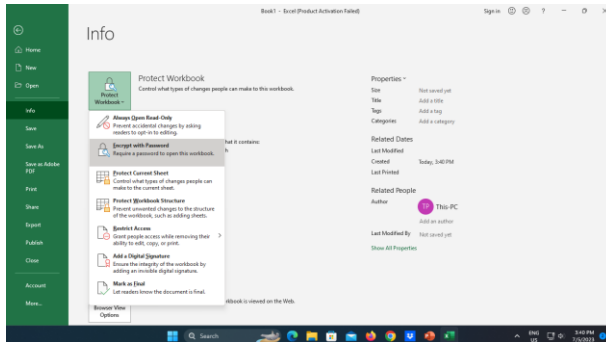 Book1 - Excel (Product Activation Failed)
Sign in
?
Info
Home
New
Open
Info
Save
Save As
Save as Adobe
PDF
Print
Share
Export
Publish
Close
Account
More...
Protect
Workbook
Protect Workbook
Control what types of changes people can make to this workbook.
Always Open Read-Only
Prevent accidental changes by asking
readers to opt-in to editing.
Encrypt with Password
Require a password to open this workbook.
Protect Current Sheet
Control what types of changes people can
make to the current sheet.
Protect Workbook Structure
Prevent unwanted changes to the structure
of the workbook, such as adding sheets.
Restrict Access
Grant people access while removing their
ability to edit, copy, or print.
Add a Digital Signature
Ensure the integrity of the workbook by
adding an invisible digital signature.
Mark as Final
Let readers know the document is final.
hat it contains:
kbook is viewed on the Web.
Browser View
Options
Properties
Size Not saved yet
Title Add a title
Tags Add a tag
Categories Add a category
Related Dates
Last Modified
Created Today, 3:40 PM
Last Printed
Related People
Author TP This-PC
Add an author
Last Modified By Not saved yet
Show All Properties
Search
ENG
US
3:40 PM
7/5/2023